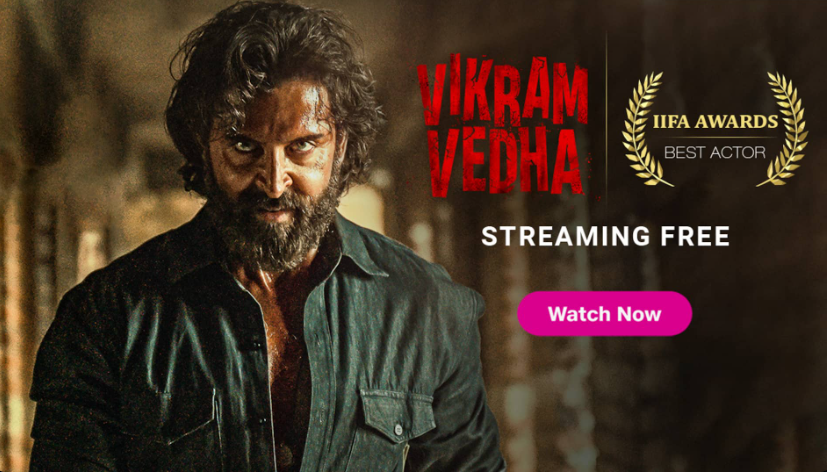 VIKRAM
VEDHA
IIFA AWARDS
BEST ACTOR
STREAMING FREE
Watch Now